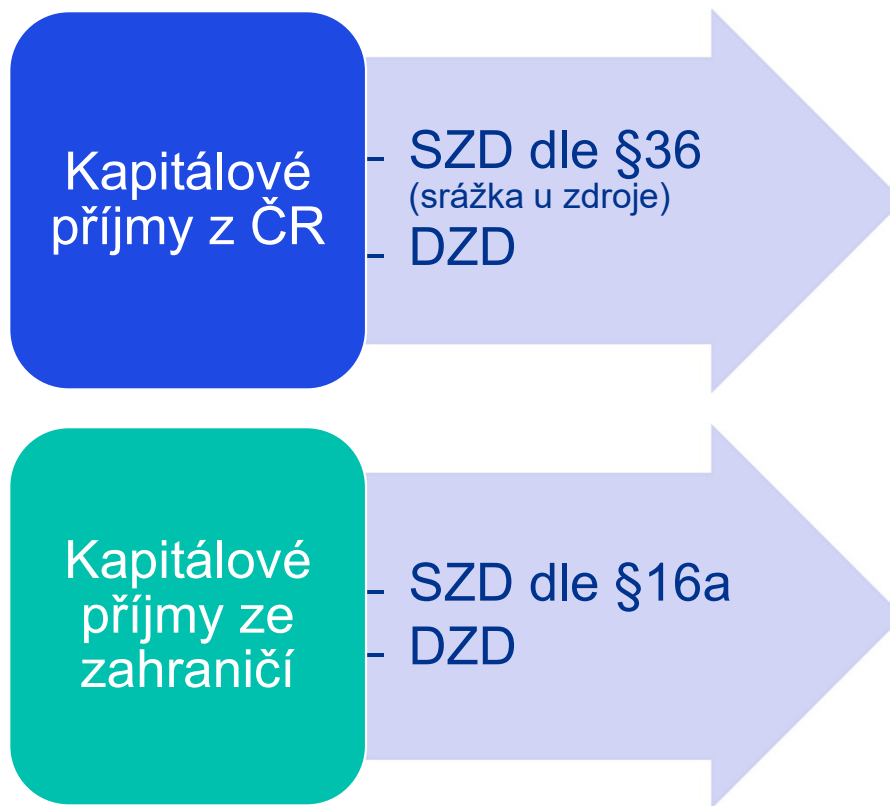 Kapitálové
příjmy z ČR
- SZD dle §36
(srážka u zdroje)
- DZD
Kapitálové
příjmy ze
zahraničí
- SZD dle §16a
- DZD